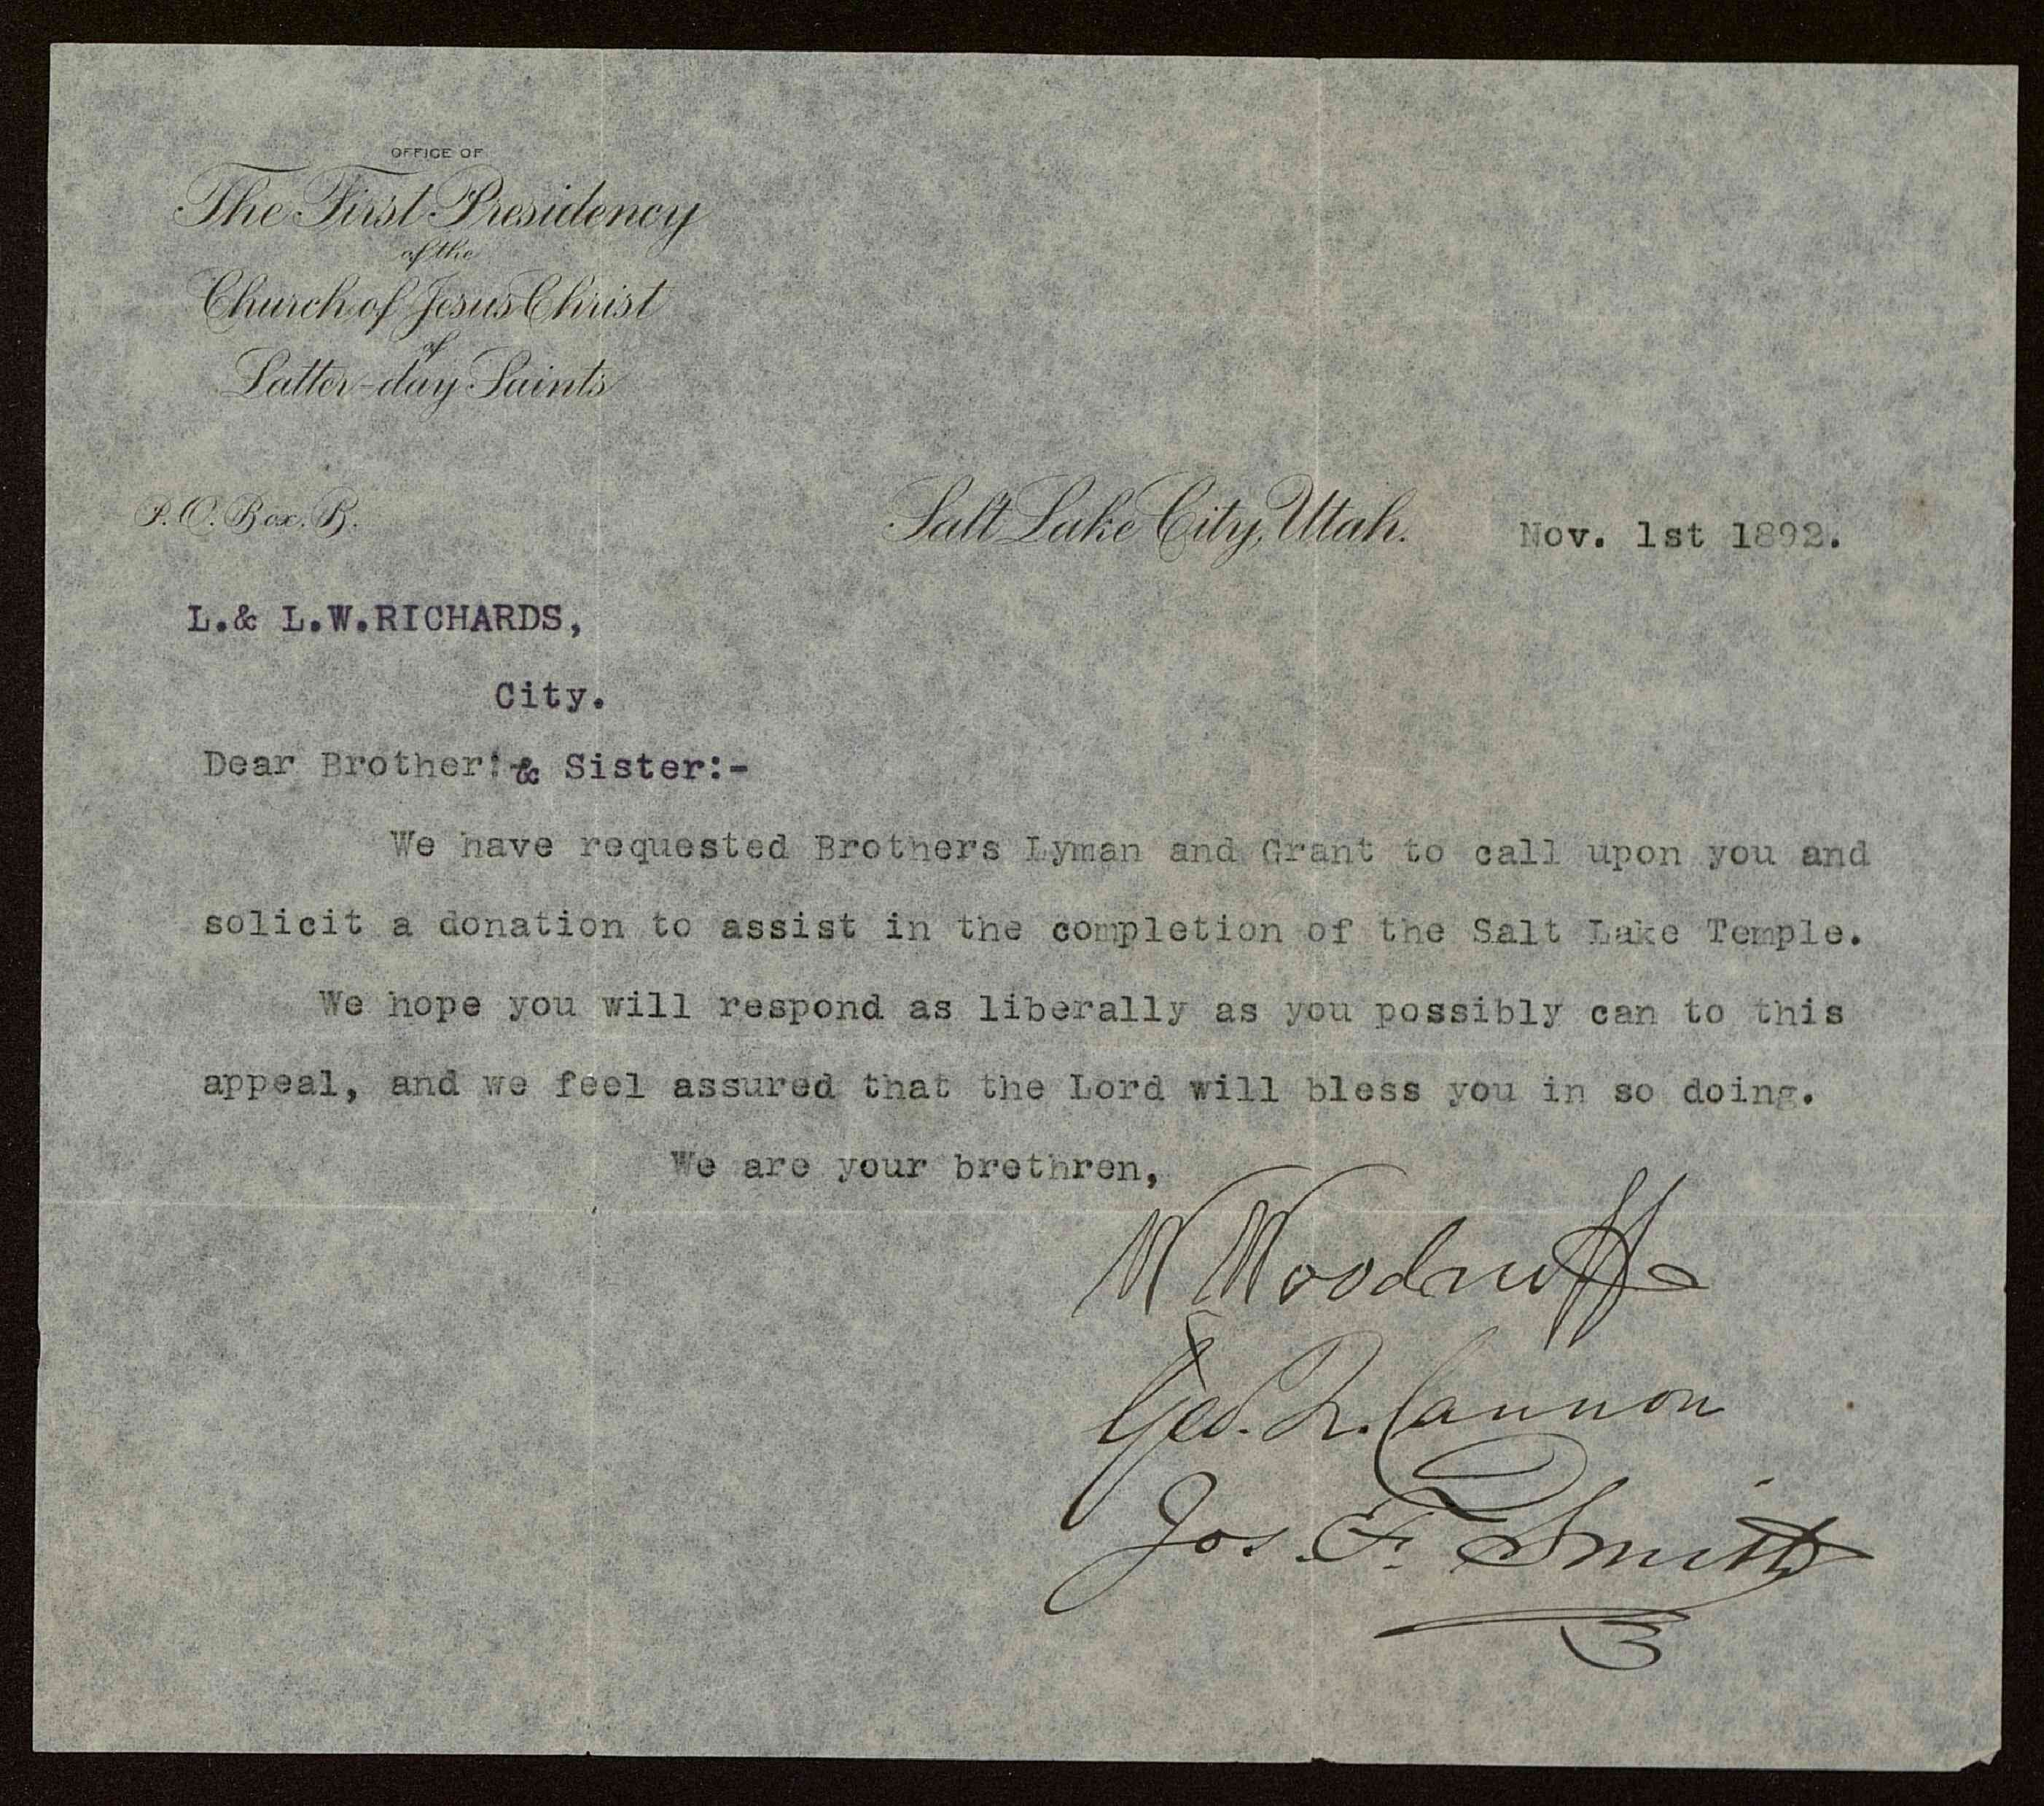 OFFICE OF
The First Presidency
of the
Church of Jesus Christ
of
Latter-day Saints
P.O. Box. B.
Salt Lake City, Utah. Nov. 1st 1892.
L.& L.W.RICHARDS,
City.
Dear Brother:& Sister:-
We have requested Brothers Lyman and Grant to call upon you and
solicit a donation to assist in the completion of the Salt Lake Temple.
We hope you will respond as liberally as you possibly can to this
appeal, and we feel assured that the Lord will bless you in so doing.
We are your brethren,
W Woodruff
Geo. Q. Cannon
Jos. F. Smith